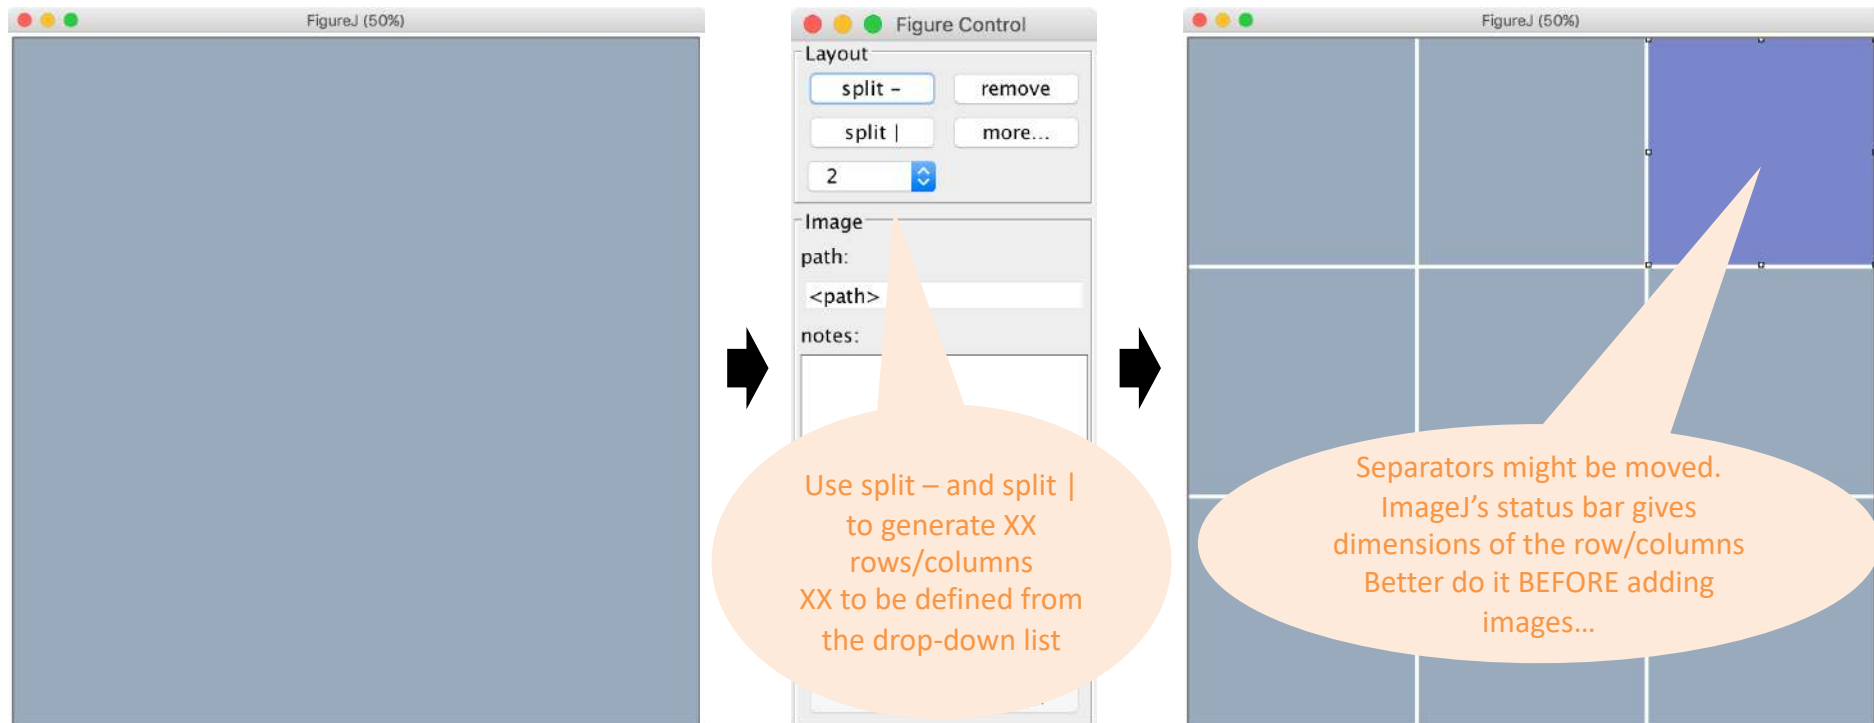 FigureJ (50%)
Figure Control
Layout
split –
remove
split |
more...
2
Image
path:
<path>
notes:
Use split – and split |
to generate XX
rows/columns
XX to be defined from
the drop-down list
FigureJ (50%)
Separators might be moved.
ImageJ’s status bar gives
dimensions of the row/columns
Better do it BEFORE adding
images…